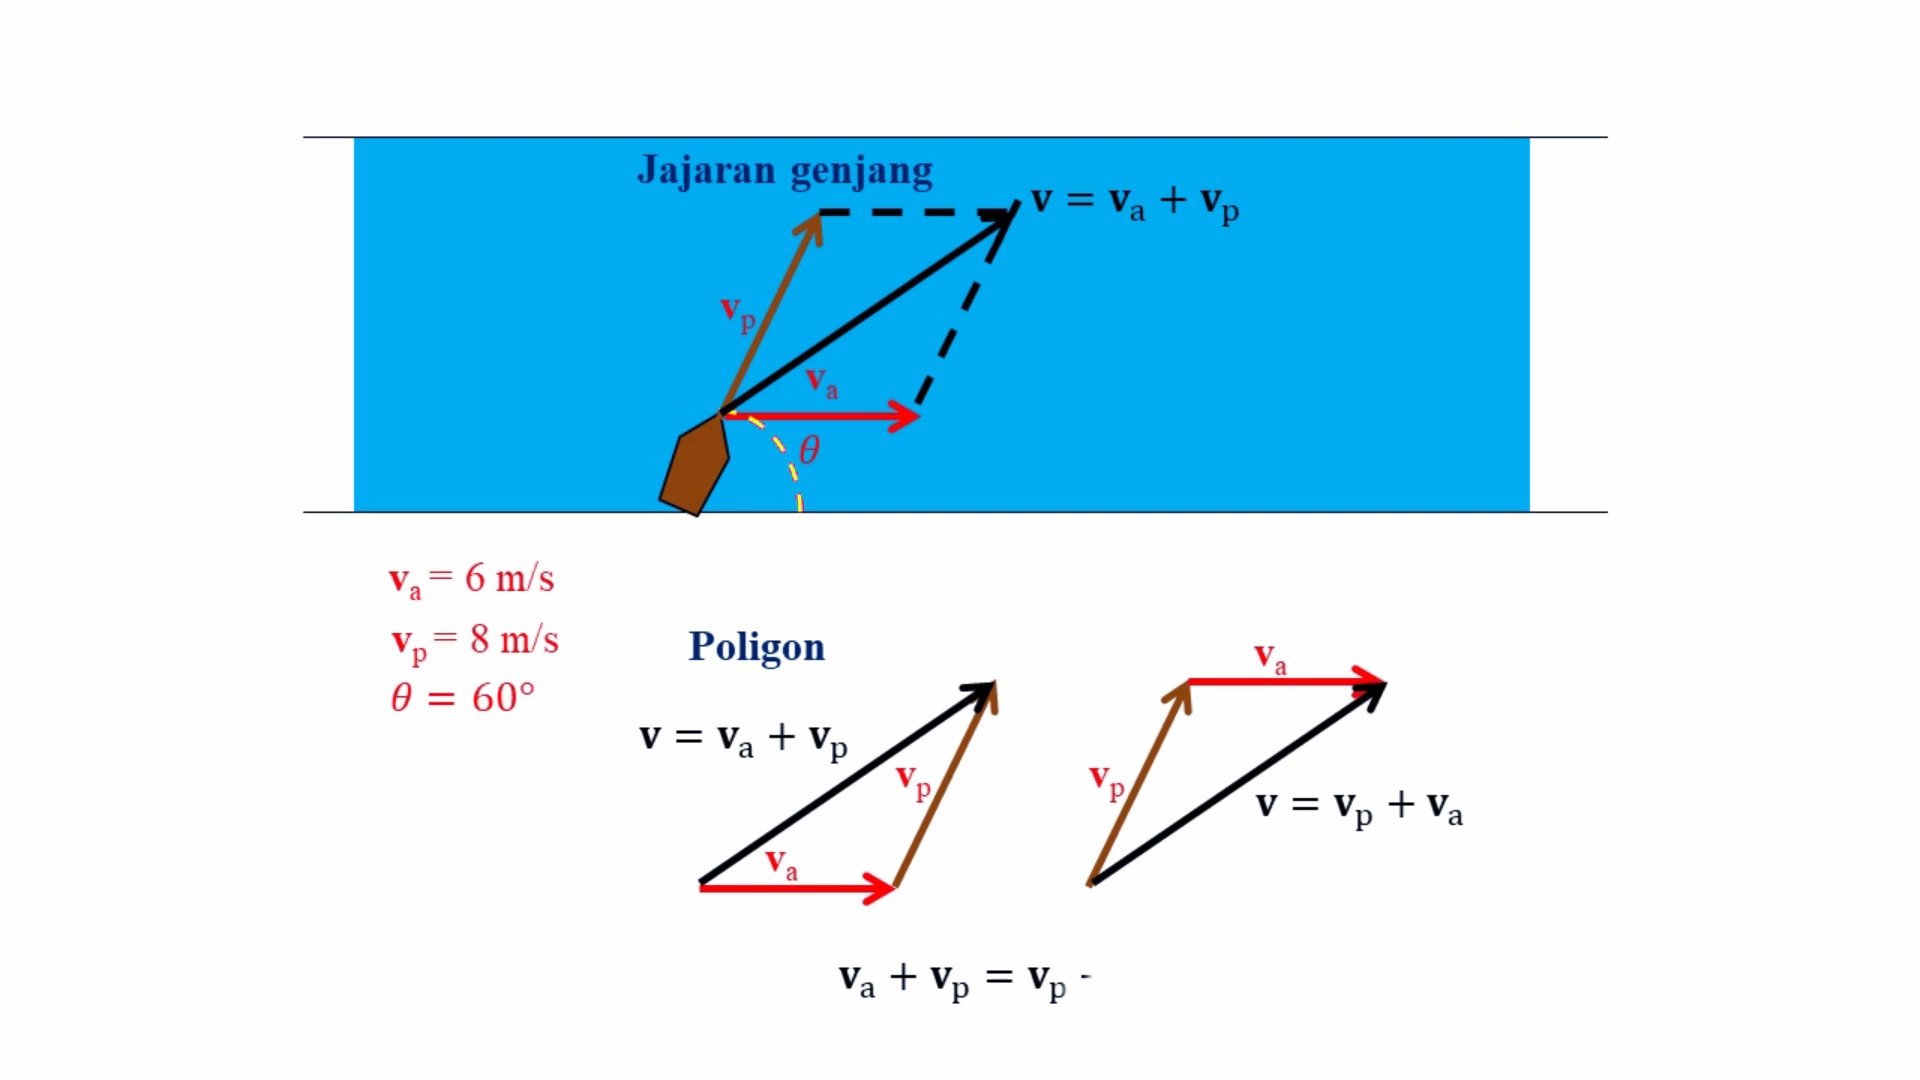 Jajaran genjang
v = vₐ + vₚ
vₚ
vₐ
θ
vₐ = 6 m/s
vₚ = 8 m/s
θ = 60°
Poligon
v = vₐ + vₚ
vₚ
vₐ
vₐ
vₚ
v = vₚ + vₐ
vₐ + vₚ = vₚ -